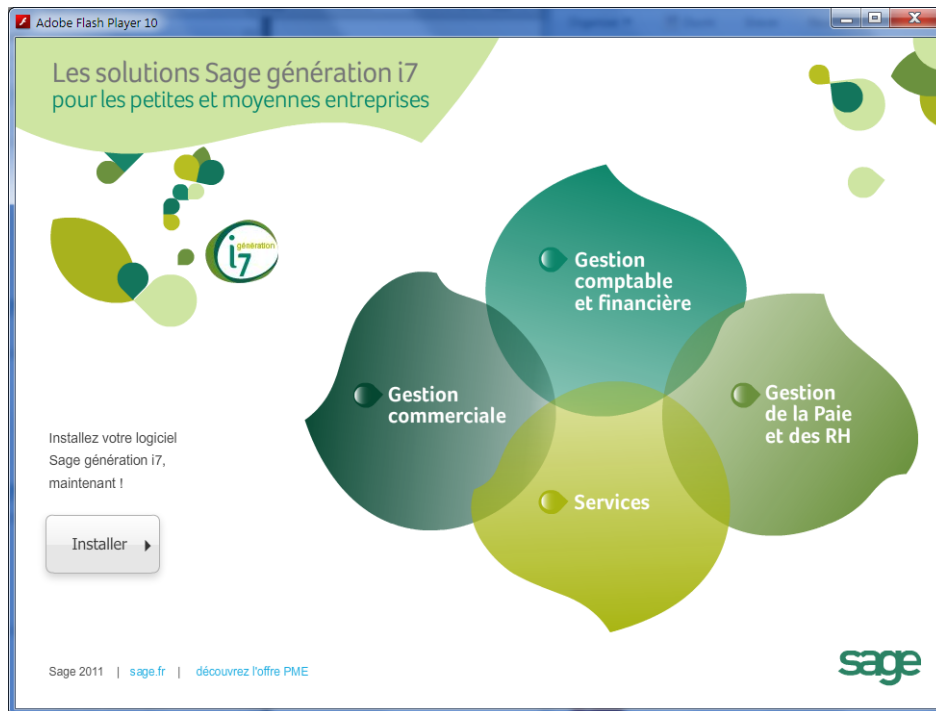 Adobe Flash Player 10
Les solutions Sage génération i7
pour les petites et moyennes entreprises
génération
i7
Gestion
comptable
et financière
Gestion
commerciale
Gestion
de la Paie
et des RH
Services
Installez votre logiciel
Sage génération i7,
maintenant !
Installer
Sage 2011 | sage.fr | découvrez l'offre PME
sage